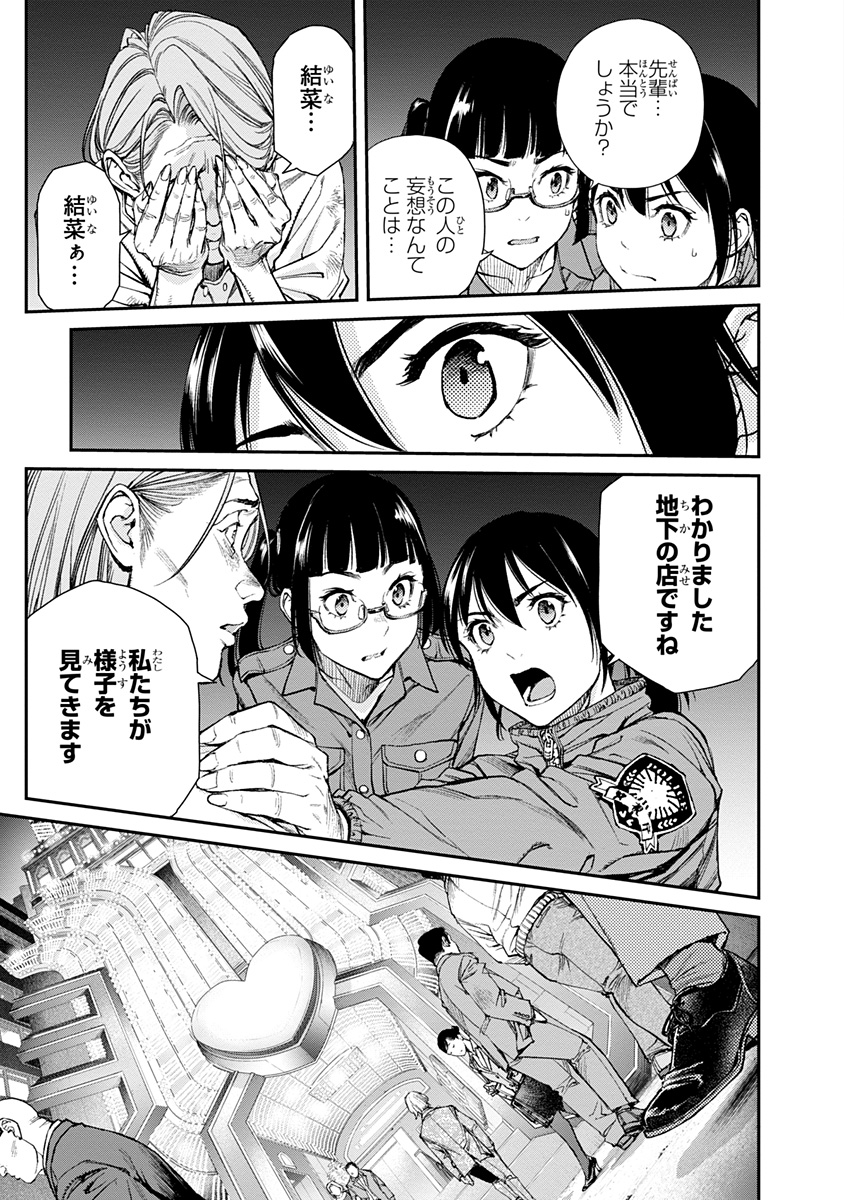 先輩…
本当で
しょうか？
この人の
妄想なんて
ことは…
結菜…
結菜ぁ
…
わかりました
地下の店ですね
私たちが
様子を
見てきます